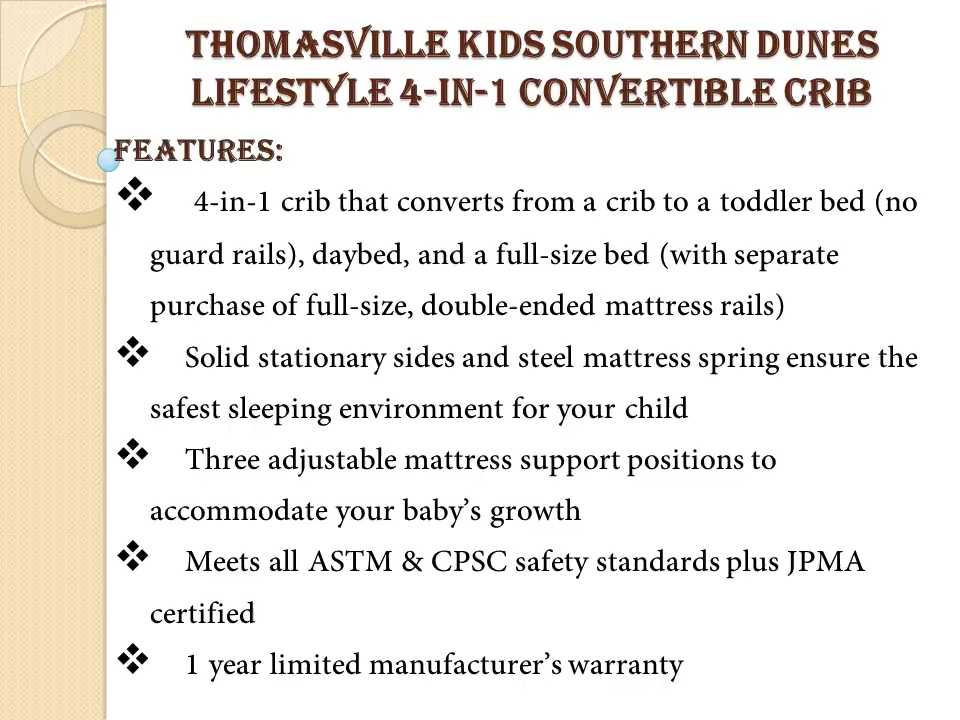 THOMASVILLE KIDS SOUTHERN DUNES
LIFESTYLE 4-IN-1 CONVERTIBLE CRIB
FEATURES:
❖ 4-in-1 crib that converts from a crib to a toddler bed (no
guard rails), daybed, and a full-size bed (with separate
purchase of full-size, double-ended mattress rails)
❖ Solid stationary sides and steel mattress spring ensure the
safest sleeping environment for your child
❖ Three adjustable mattress support positions to
accommodate your baby’s growth
❖ Meets all ASTM & CPSC safety standards plus JPMA
certified
❖ 1 year limited manufacturer’s warranty